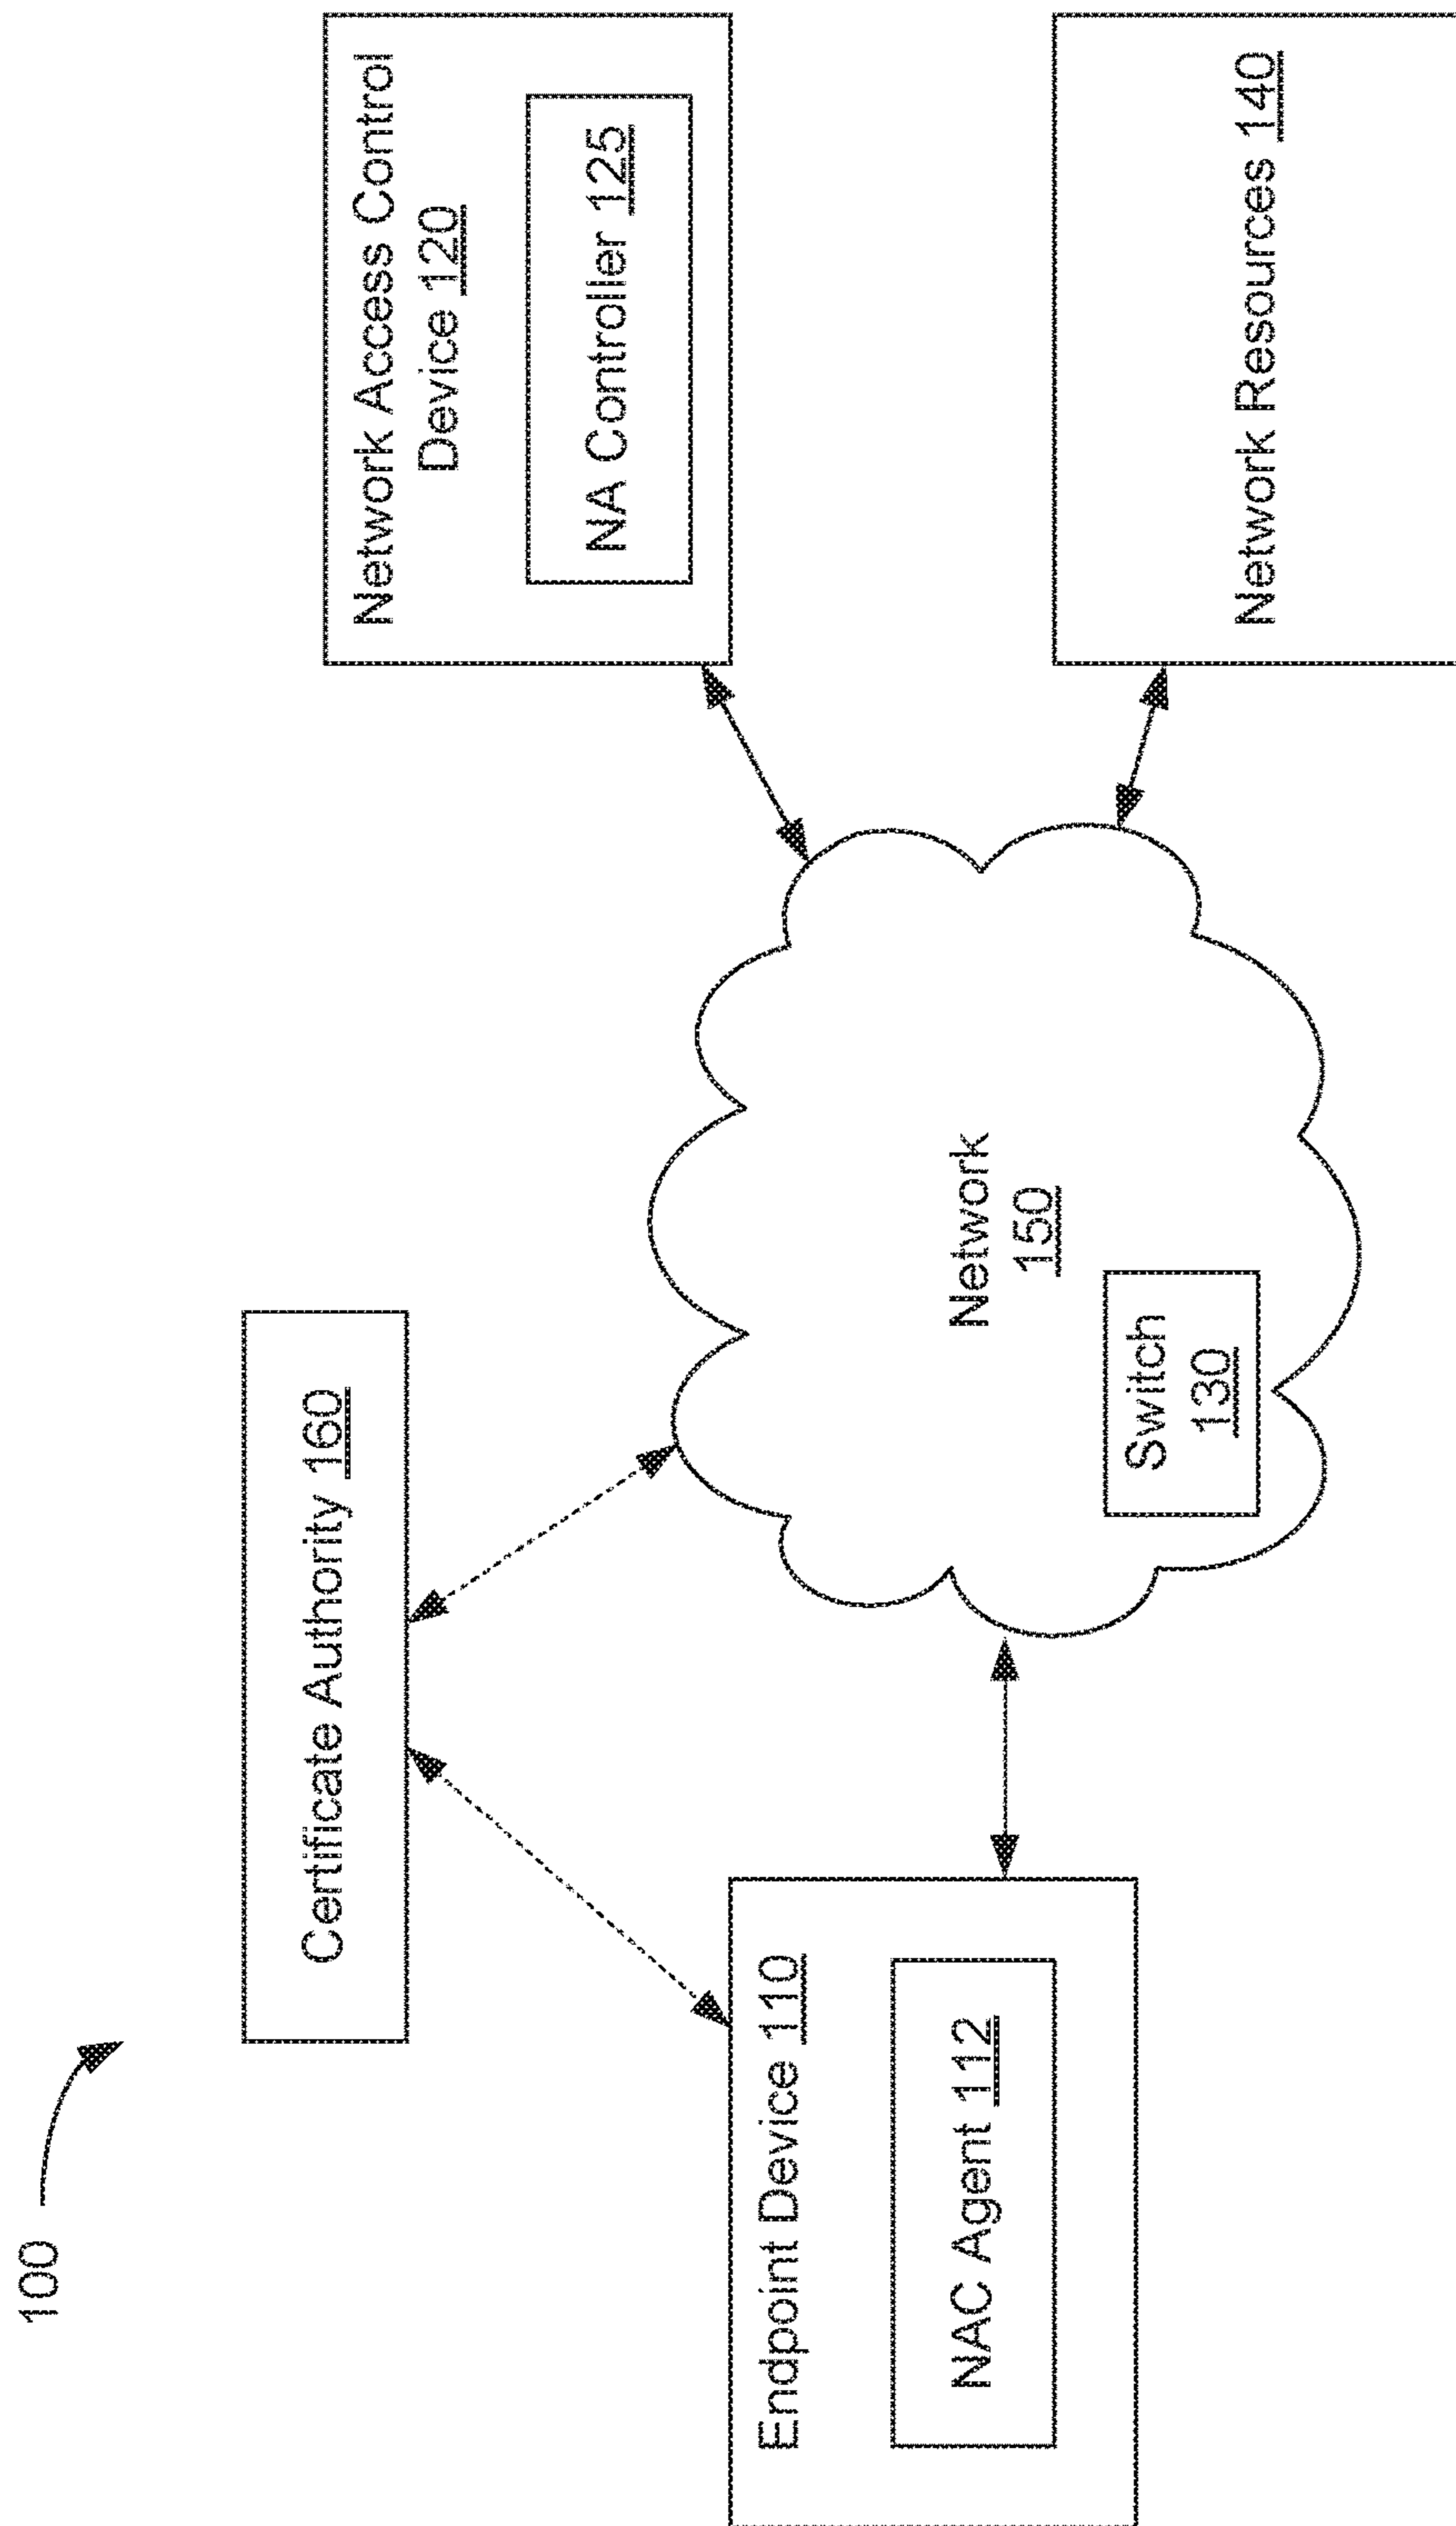 100
Certificate Authority 160
Network Access Control
Device 120
NA Controller 125
Endpoint Device 110
NAC Agent 112
Network
150
Switch
130
Network Resources 140